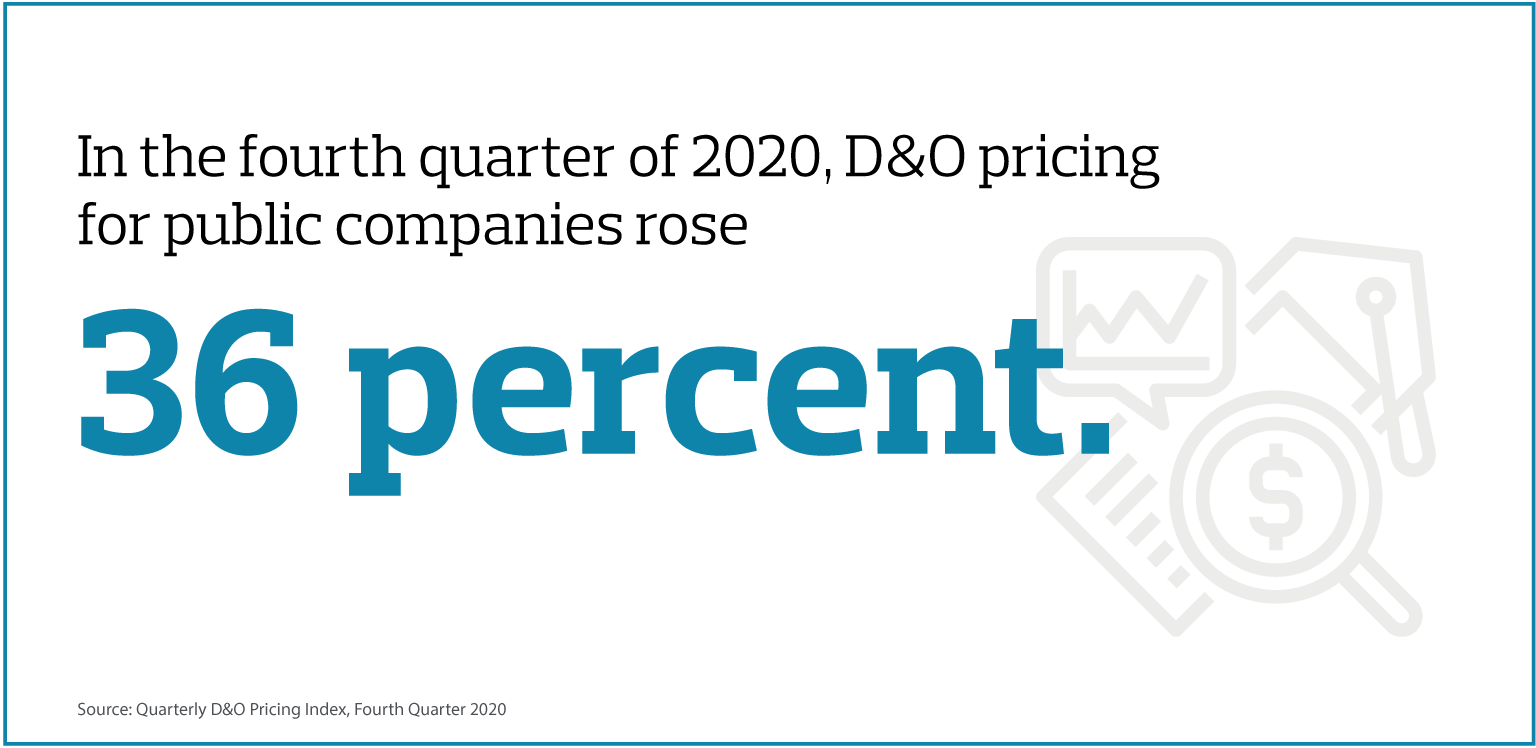 In the fourth quarter of 2020, D&O pricing
for public companies rose
36 percent.
$
Source: Quarterly D&O Pricing Index, Fourth Quarter 2020